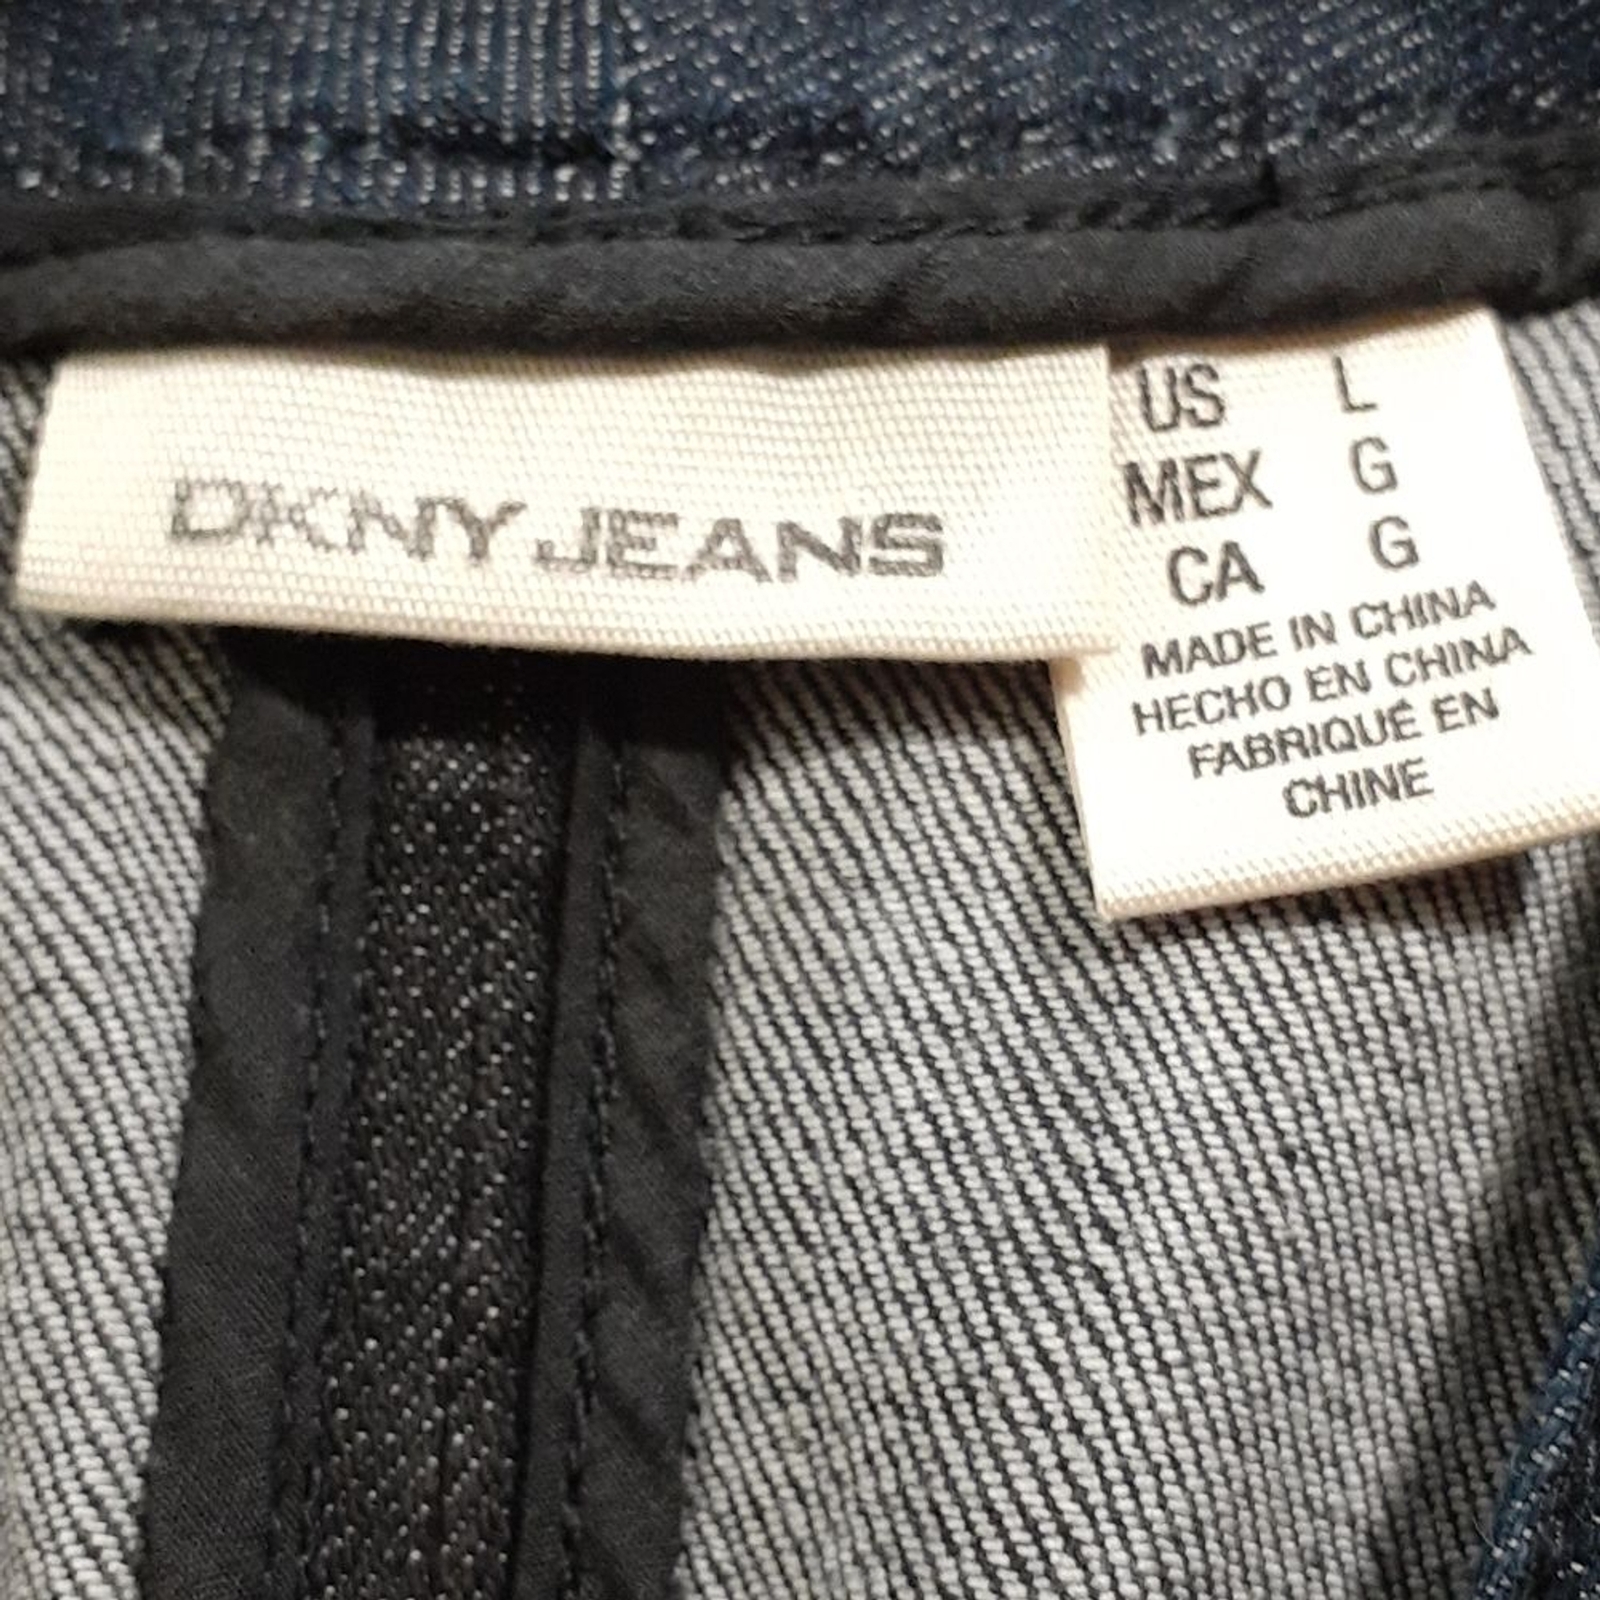 DKNY JEANS
US L
MEX G
CA G
MADE IN CHINA
HECHO EN CHINA
FABRIQUÉ EN
CHINE